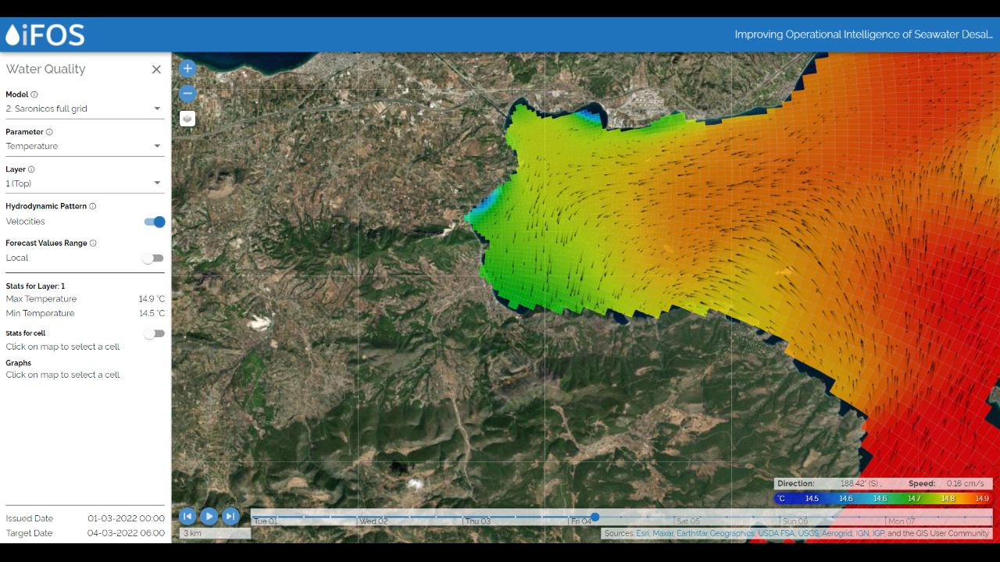 iFOS
Improving Operational Intelligence of Seawater Desal...
Water Quality
Model
2. Saronicos full grid
Parameter
Temperature
Layer
1 (Top)
Hydrodynamic Pattern
Velocities
Forecast Values Range
Local
Stats for Layer: 1
Max Temperature 14.9 °C
Min Temperature 14.5 °C
Stats for cell
Click on map to select a cell
Graphs
Click on map to select a cell
Issued Date 01-03-2022 00:00
Target Date 04-03-2022 06:00
Direction: 188.42° (S) , Speed: 0.16 cm/s
°C 14.5 14.6 14.6 14.7 14.8 14.9
Tue 01 Wed 02 Thu 03 Fri 04 Sat 05 Sun 06 Mon 07
3 km
Sources: Esri, Maxar, Earthstar Geographics, USDA FSA, USGS, Aerogrid, IGN, IGP, and the GIS User Community